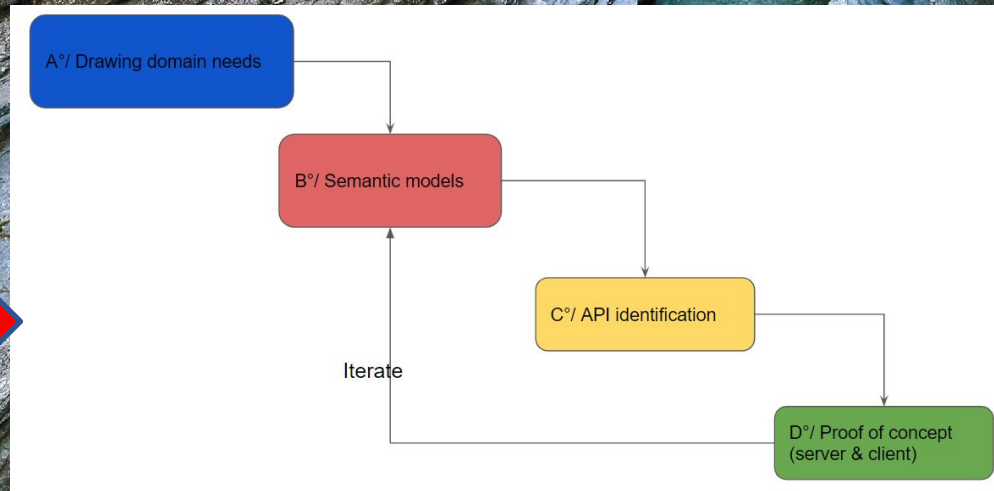 A°/ Drawing domain needs
B°/ Semantic models
C°/ API identification
Iterate
D°/ Proof of concept
(server & client)